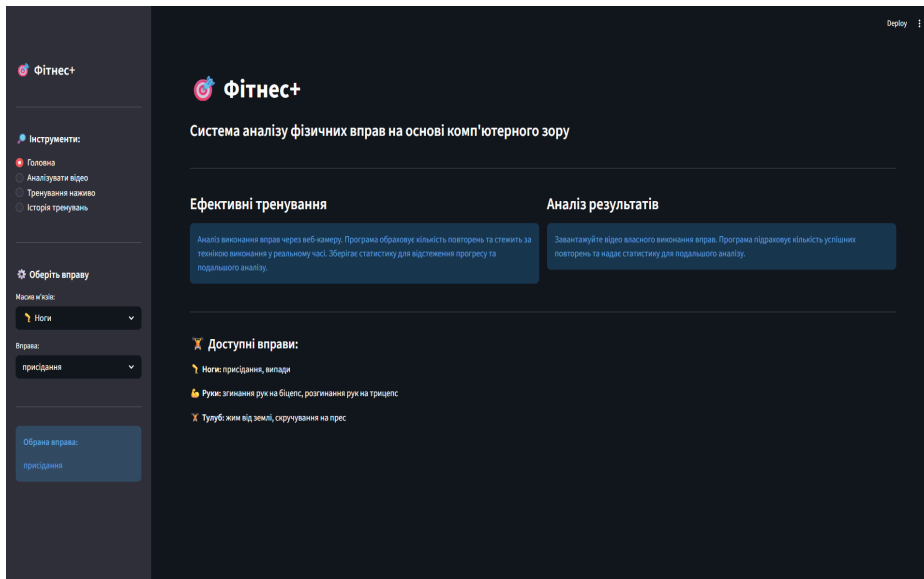 Deploy
Фітнес+
Інструменти:
Головна
Аналізувати відео
Тренування наживо
Історія тренувань
Оберіть вправу
Масив м'язів:
Ноги
Вправа:
присідання
Обрана вправа:
присідання
Фітнес+
Система аналізу фізичних вправ на основі комп'ютерного зору
Ефективні тренування
Аналіз виконання вправ через веб-камеру. Програма обраховує кількість повторень та стежить за
технікою виконання у реальному часі. Зберігає статистику для відстеження прогресу та
подальшого аналізу.
Аналіз результатів
Завантажуйте відео власного виконання вправ. Програма підраховує кількість успішних
повторень та надає статистику для подальшого аналізу.
Доступні вправи:
Ноги: присідання, випади
Руки: згинання рук на біцепс, розгинання рук на трицепс
Тулуб: жим від землі, скручування на прес